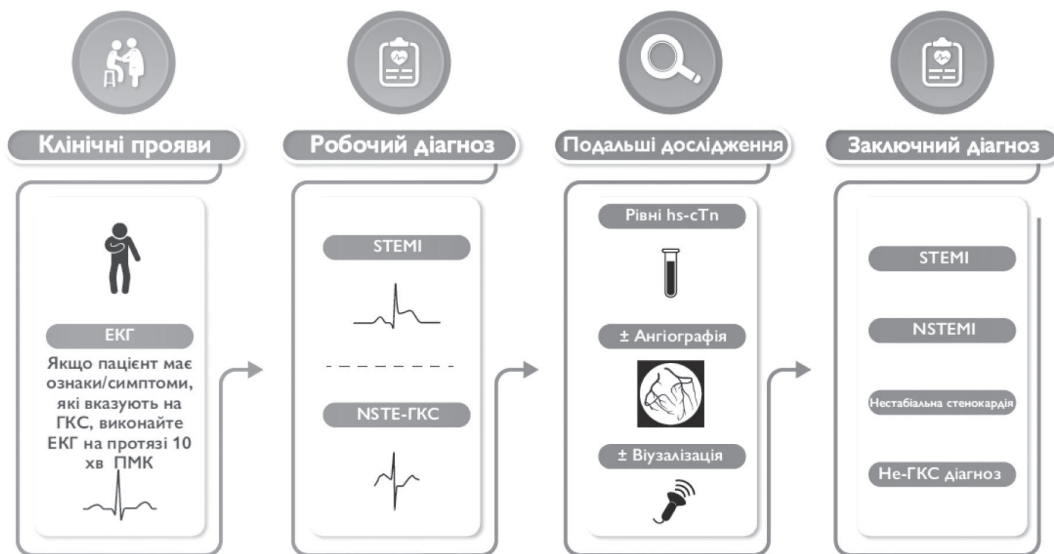 Клінічні прояви
ЕКГ
Якщо пацієнт має
ознаки/симптоми,
які вказують на
ГКС, виконайте
ЕКГ на протязі 10
хв ПМК
Робочий діагноз
STEMI
NSTE-ГКС
Подальші дослідження
Рівні hs-cTn
± Ангіографія
± Віузалізація
Заключний діагноз
STEMI
NSTEMI
Нестабіальна стенокардія
Не-ГКС діагноз